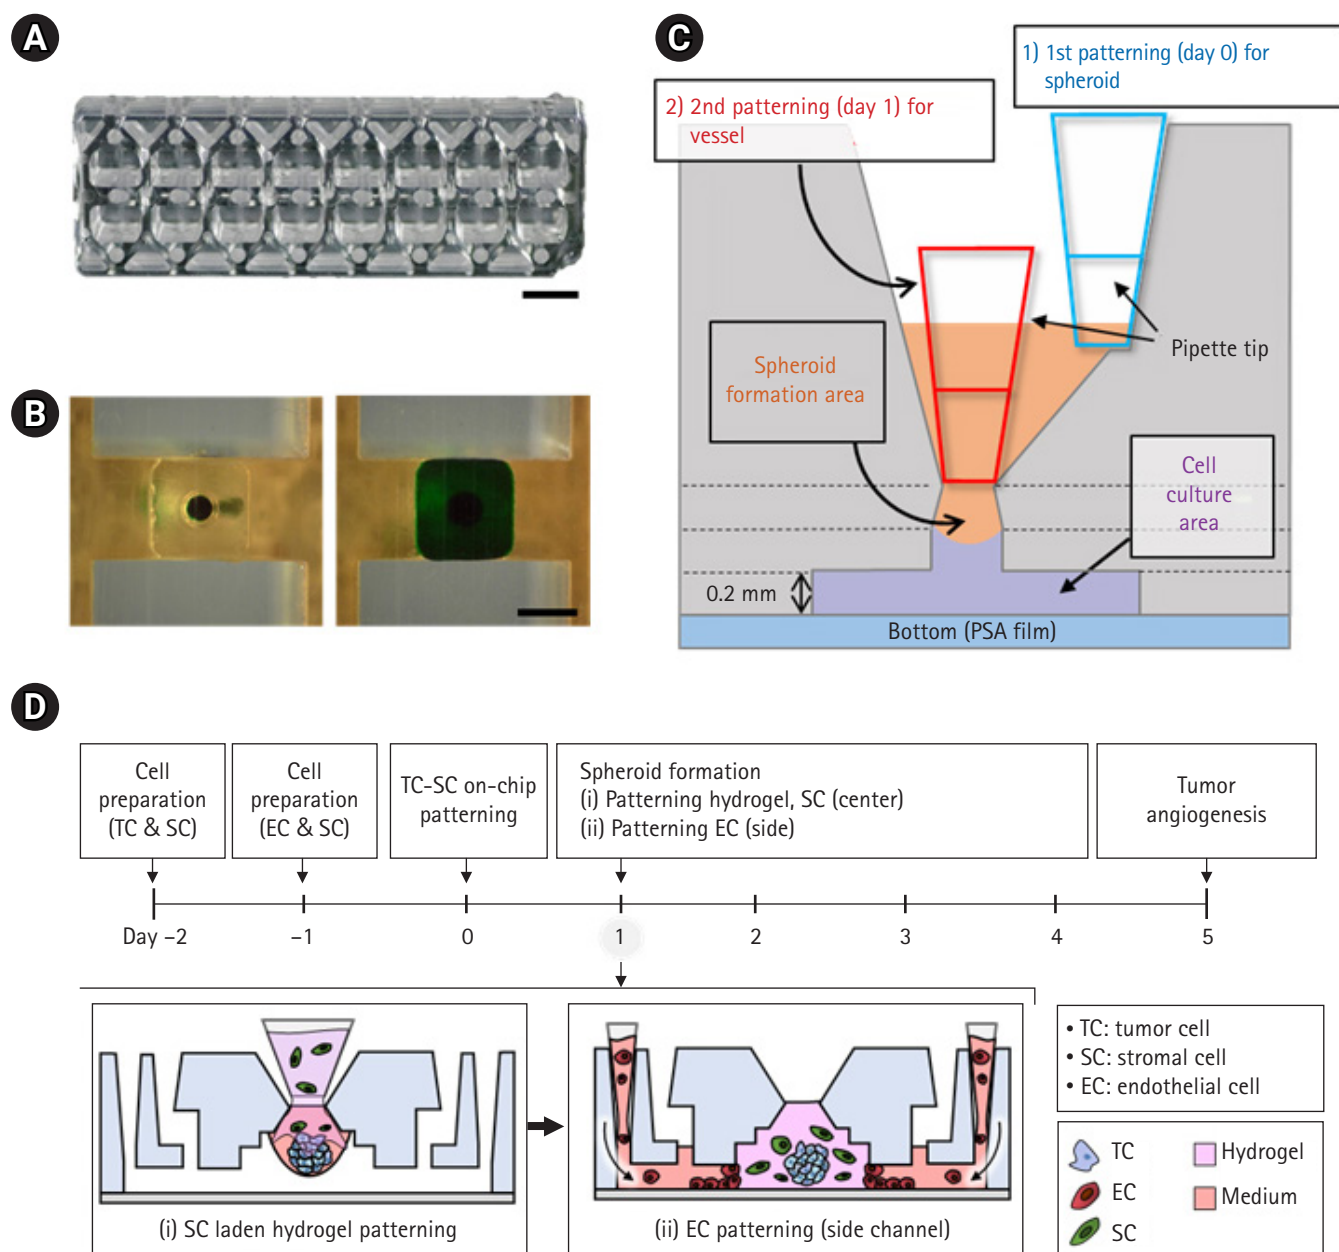 A
C
1) 1st patterning (day 0) for
spheroid
2) 2nd patterning (day 1) for
vessel
Spheroid
formation area
Pipette tip
B
Cell
culture
area
0.2 mm
Bottom (PSA film)
D
Cell
preparation
(TC & SC)
Cell
preparation
(EC & SC)
TC-SC on-chip
patterning
Spheroid formation
(i) Patterning hydrogel, SC (center)
(ii) Patterning EC (side)
Tumor
angiogenesis
Day −2
−1
0
1
2
3
4
5
(i) SC laden hydrogel patterning
(ii) EC patterning (side channel)
• TC: tumor cell
• SC: stromal cell
• EC: endothelial cell
TC
EC
SC
Hydrogel
Medium